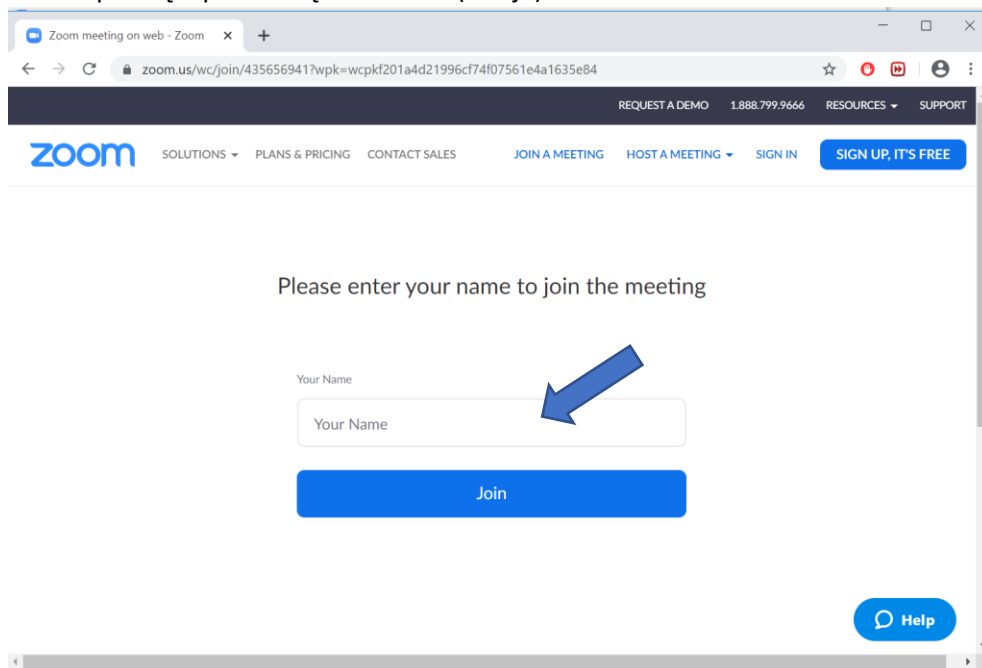 Zoom meeting on web - Zoom
zoom.us/wc/join/435656941?wpk=wcpkf201a4d21996cf74f07561e4a1635e84
REQUEST A DEMO 1.888.799.9666 RESOURCES SUPPORT
zoom SOLUTIONS PLANS & PRICING CONTACT SALES JOIN A MEETING HOST A MEETING SIGN IN SIGN UP, IT'S FREE
Please enter your name to join the meeting
Your Name
Your Name
Join
Help